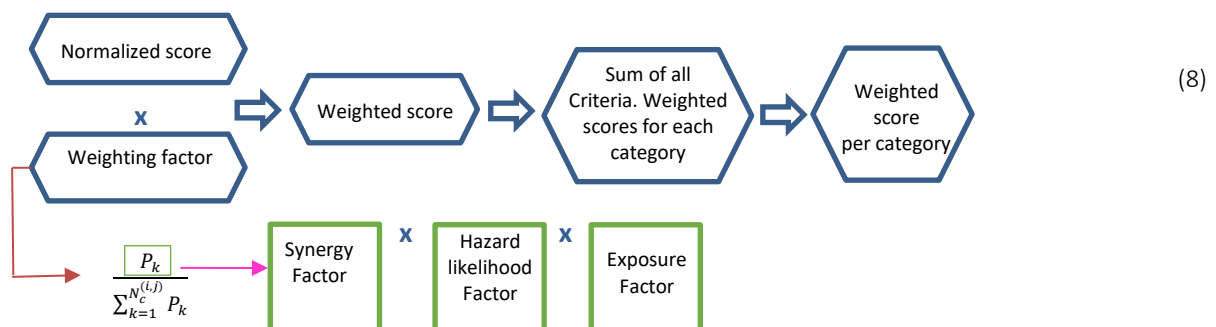 Normalized score
x
Weighting factor
Weighted score
Sum of all
Criteria. Weighted
scores for each
category
Weighted
score
per category
(8)
P_k
∑_{k=1}^{N_c^{(i,j)}} P_k
Synergy
Factor
x
Hazard
likelihood
Factor
x
Exposure
Factor